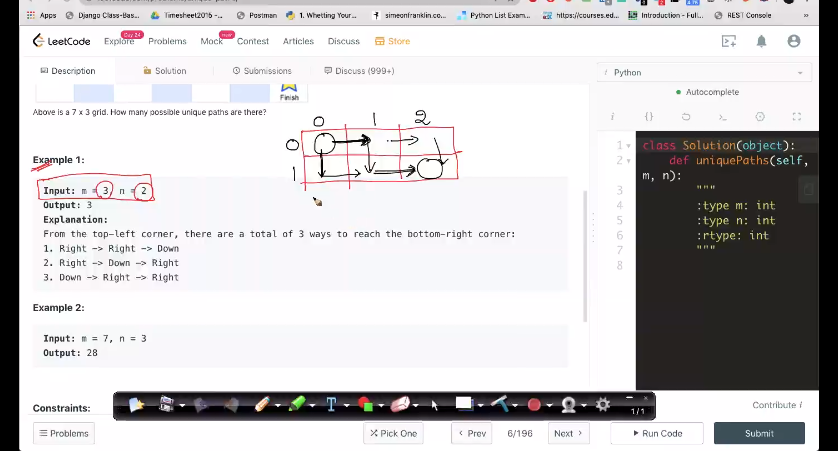 Apps
Django Class-Bas...
Timesheet2015 -...
Postman
1. Whetting Your...
simeonfranklin.c...
Python List Exam...
https://courses.ed...
Introduction - Full...
REST Console
LeetCode
Explore
Day 24
Problems
Mock
Contest
Articles
Discuss
Store
Description
Solution
Submissions
Discuss (999+)
Python
Autocomplete
Finish
Above is a 7 x 3 grid. How many possible unique paths are there?
0 1 2
0
1
Example 1:
Input: m = 3, n = 2
Output: 3
Explanation:
From the top-left corner, there are a total of 3 ways to reach the bottom-right corner:
1. Right -> Right -> Down
2. Right -> Down -> Right
3. Down -> Right -> Right
Example 2:
Input: m = 7, n = 3
Output: 28
Constraints:
1 class Solution(object):
2 def uniquePaths(self,
m, n):
3 """
4 :type m: int
5 :type n: int
6 :rtype: int
7 """
8
1/1
Contribute i
Problems
Pick One
Prev
6/196
Next
Run Code
Submit